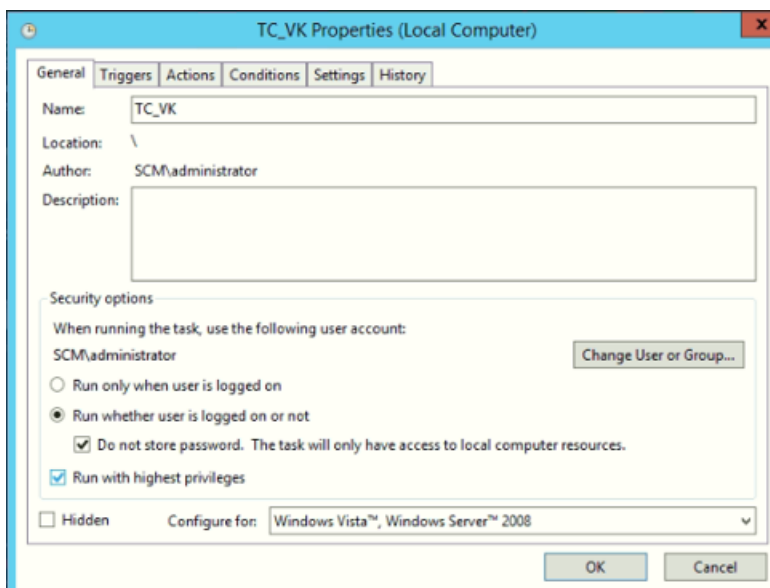 TC_VK Properties (Local Computer)
x
General Triggers Actions Conditions Settings History
Name: TC_VK
Location: \
Author: SCM\administrator
Description:
Security options
When running the task, use the following user account:
SCM\administrator Change User or Group...
Run only when user is logged on
Run whether user is logged on or not
Do not store password. The task will only have access to local computer resources.
Run with highest privileges
Hidden Configure for: Windows Vista™, Windows Server™ 2008
OK Cancel